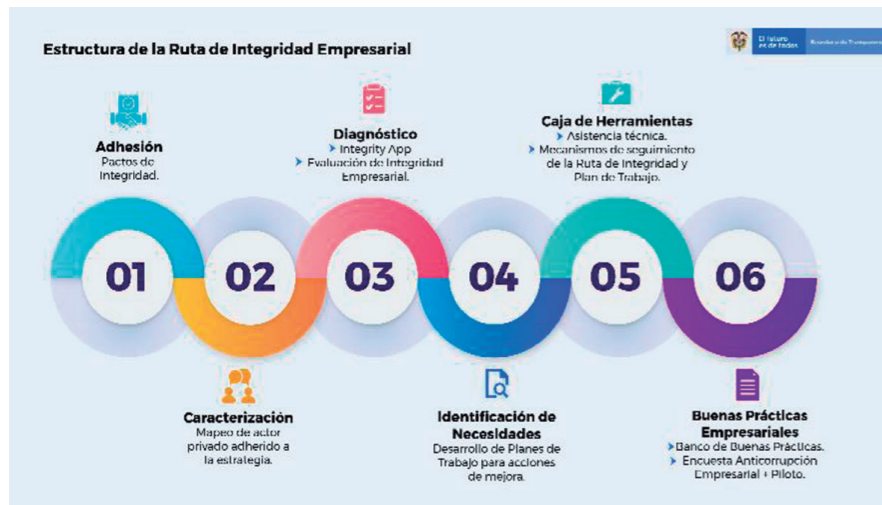 Estructura de la Ruta de Integridad Empresarial
El futuro
es de todos
Adhesión
Pactos de
Integridad.
Diagnóstico
Integrity App
Evaluación de Integridad
Empresarial.
Caja de Herramientas
Asistencia técnica.
Mecanismos de seguimiento
de la Ruta de Integridad y
Plan de Trabajo.
01
02
03
04
05
06
Caracterización
Mapeo de actor
privado adherido a
la estrategia.
Identificación de
Necesidades
Desarrollo de Planes de
Trabajo para acciones
de mejora.
Buenas Prácticas
Empresariales
Banco de Buenas Prácticas.
Encuesta Anticorrupción
Empresarial + Piloto.